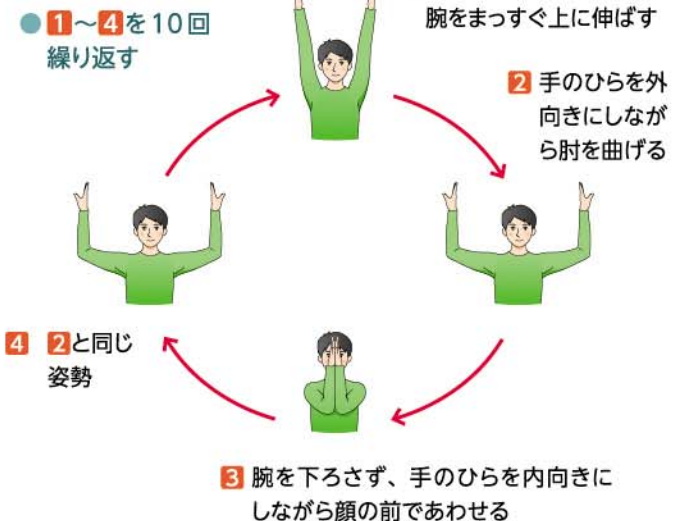 ●1～4を10回
繰り返す
腕をまっすぐ上に伸ばす
2 手のひらを外
向きにしなが
ら肘を曲げる
4 2と同じ
姿勢
3 腕を下ろさず、手のひらを内向きに
しながら顔の前であわせる